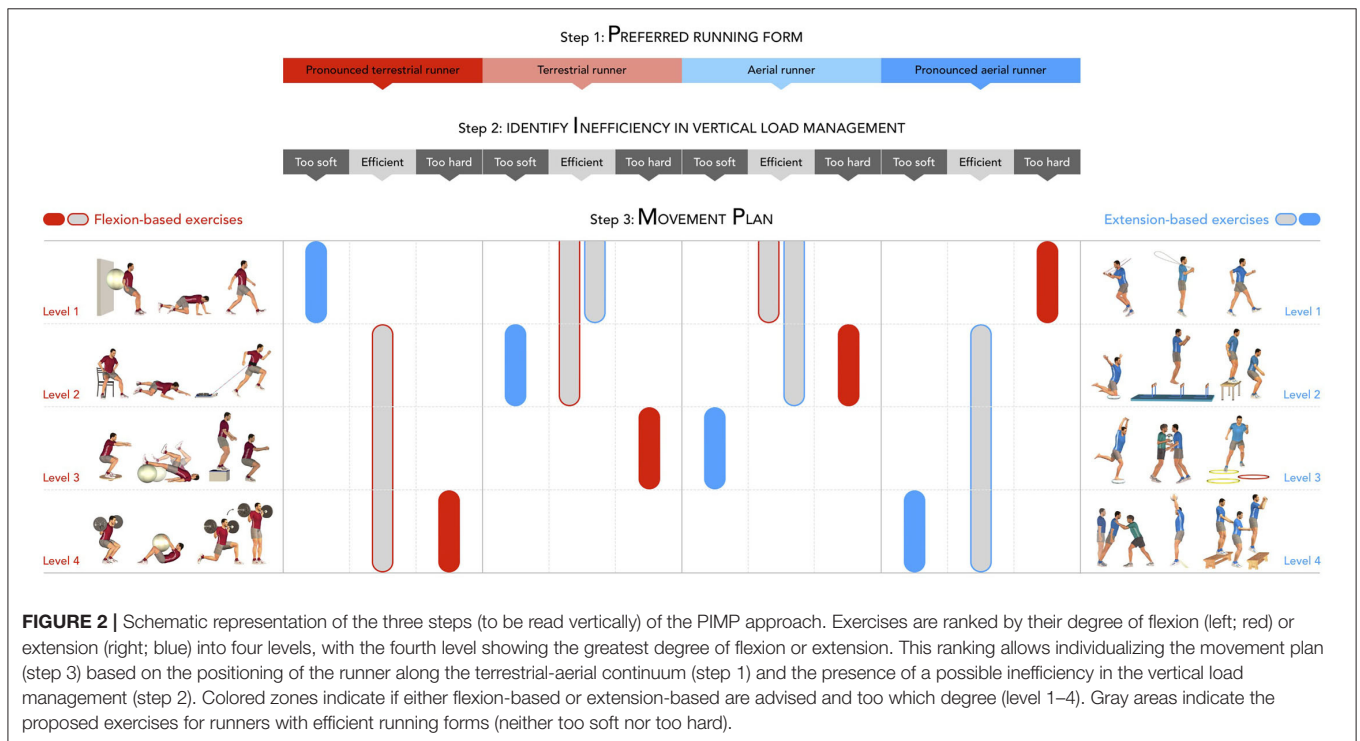 Step 1: PREFERRED RUNNING FORM
Pronounced terrestrial runner
Terrestrial runner
Aerial runner
Pronounced aerial runner
Step 2: IDENTIFY INEFFICIENCY IN VERTICAL LOAD MANAGEMENT
Too soft
Efficient
Too hard
Too soft
Efficient
Too hard
Too soft
Efficient
Too hard
Too soft
Efficient
Too hard
Flexion-based exercises
Step 3: MOVEMENT PLAN
Extension-based exercises
Level 1
Level 1
Level 2
Level 2
Level 3
Level 3
Level 4
Level 4
FIGURE 2 | Schematic representation of the three steps (to be read vertically) of the PIMP approach. Exercises are ranked by their degree of flexion (left; red) or
extension (right; blue) into four levels, with the fourth level showing the greatest degree of flexion or extension. This ranking allows individualizing the movement plan
(step 3) based on the positioning of the runner along the terrestrial-aerial continuum (step 1) and the presence of a possible inefficiency in the vertical load
management (step 2). Colored zones indicate if either flexion-based or extension-based are advised and too which degree (level 1–4). Gray areas indicate the
proposed exercises for runners with efficient running forms (neither too soft nor too hard).